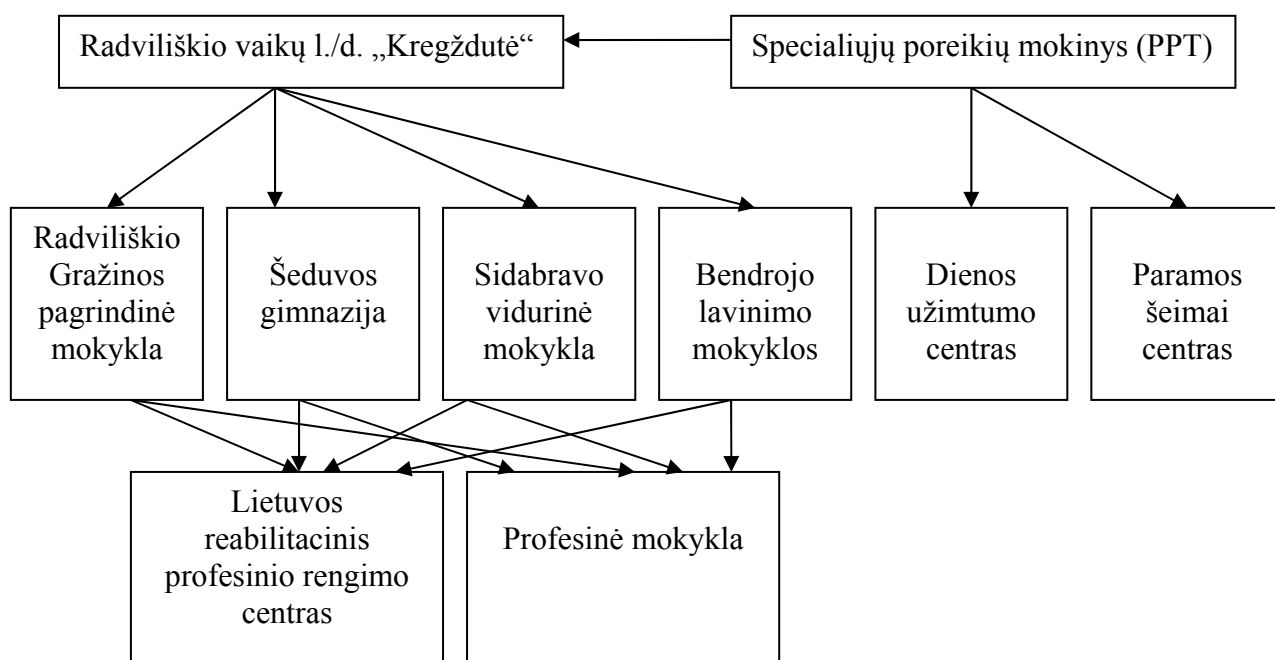 Radviliškio vaikų l./d. „Kregždutė“
Specialiųjų poreikių mokinys (PPT)
Radviliškio
Gražinos
pagrindinė
mokykla
Šeduvos
gimnazija
Sidabravo
vidurinė
mokykla
Bendrojo
lavinimo
mokyklos
Dienos
užimtumo
centras
Paramos
šeimai
centras
Lietuvos
reabilitacinis
profesinio rengimo
centras
Profesinė mokykla